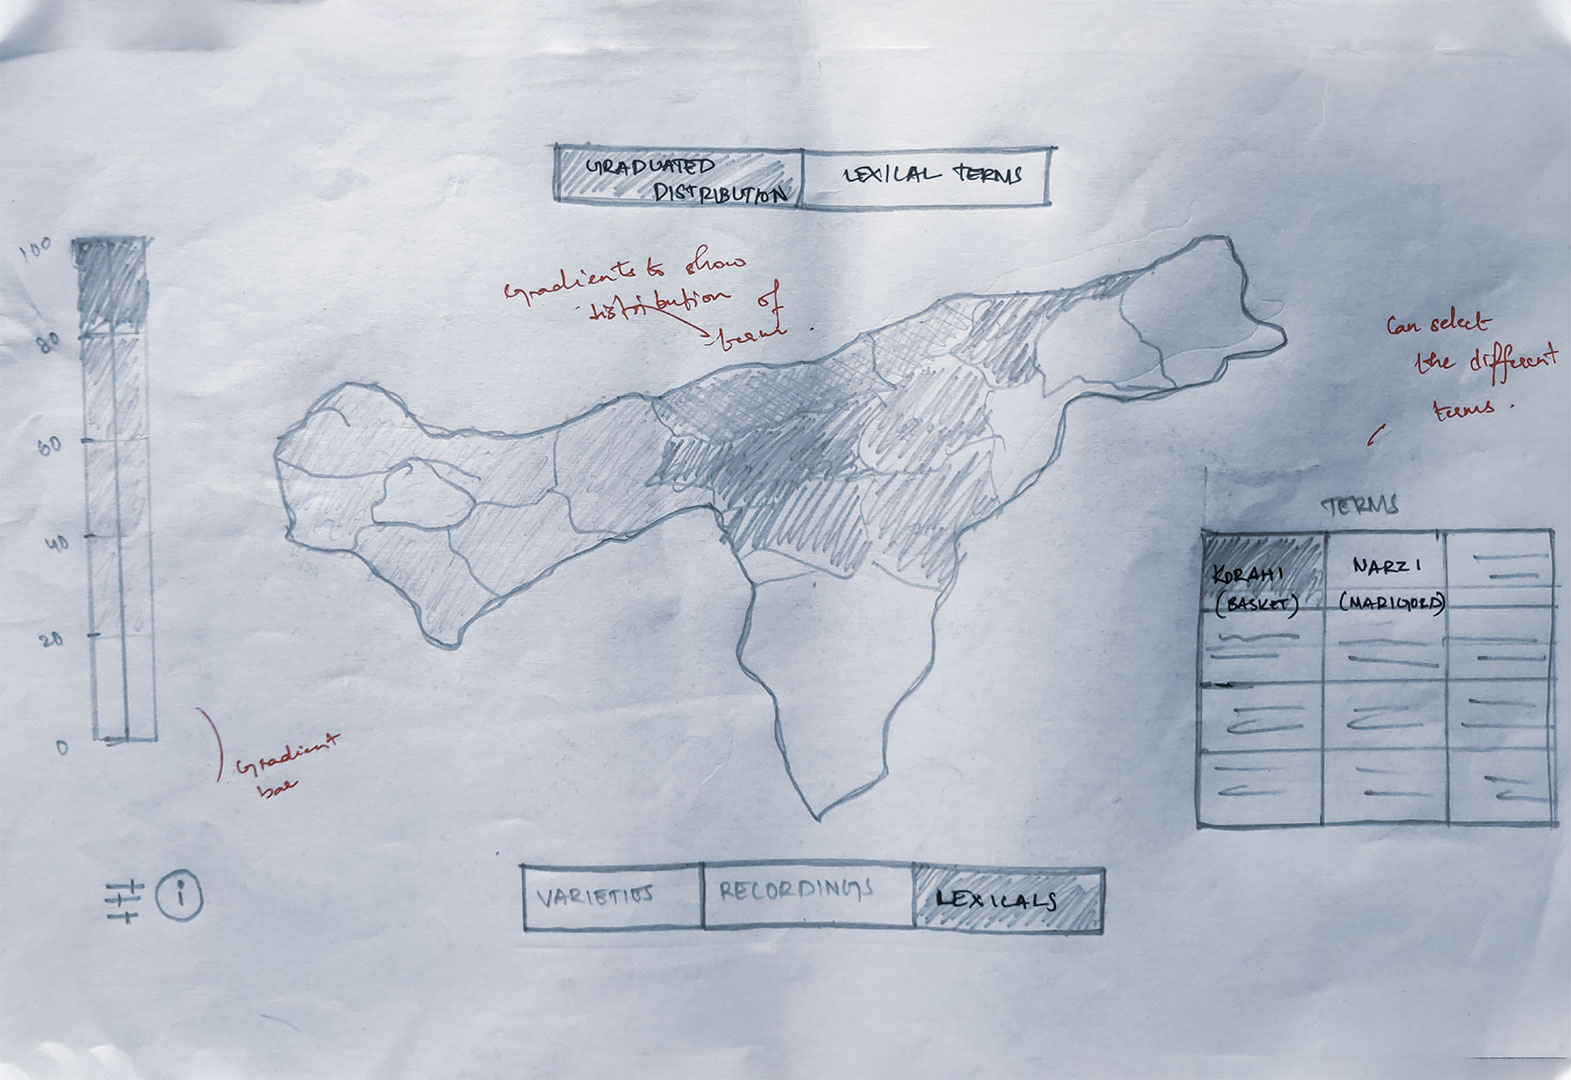 GRADUATED
DISTRIBUTION
LEXICAL TERMS
gradients to show
distribution of
terms.
100
80
60
40
20
0
Gradient
bar
Can select
the different
terms.
TERMS
KORAHI
(BASKET)
NARZI
(MARIGOLD)
VARIETIES
RECORDINGS
LEXICALS
i